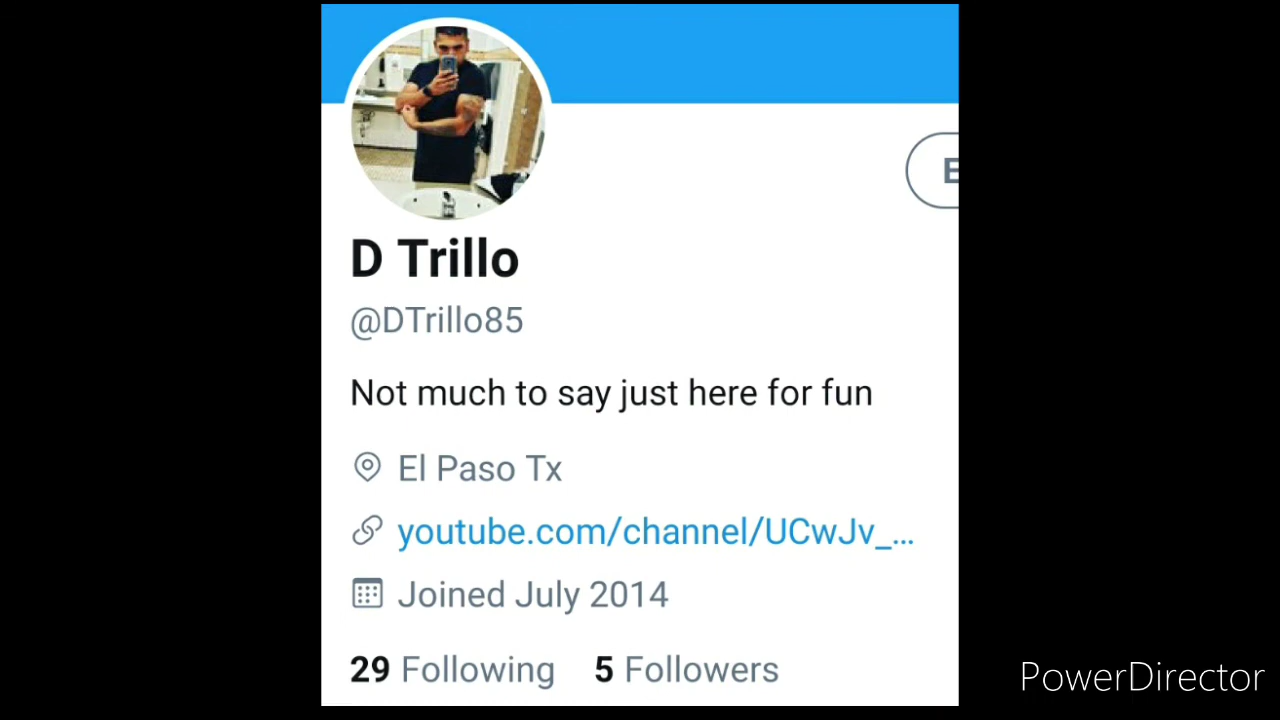 D Trillo
@DTrillo85
Not much to say just here for fun
El Paso Tx
youtube.com/channel/UCwJv_...
Joined July 2014
29 Following 5 Followers
PowerDirector